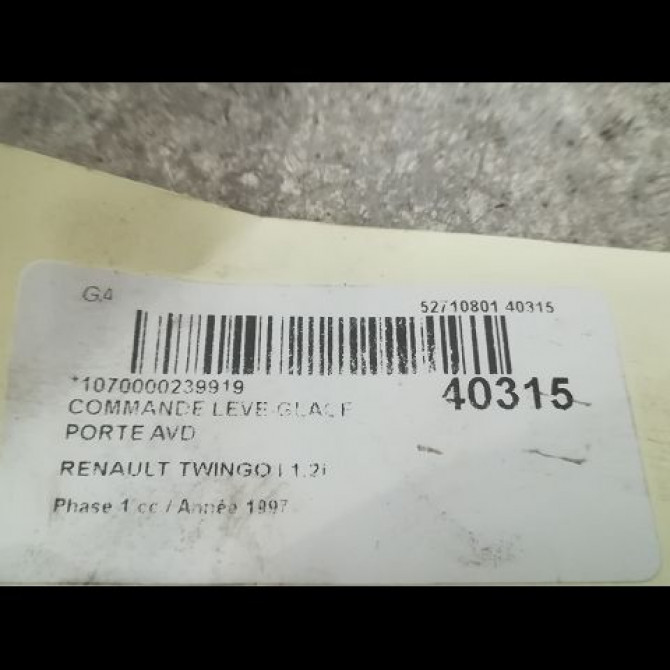 G4
52710801 40315
*1070000239919
40315
COMMANDE LEVE-GLACE
PORTE AVD
RENAULT TWINGO I 1.2i
Phase 1 cc / Année 1997